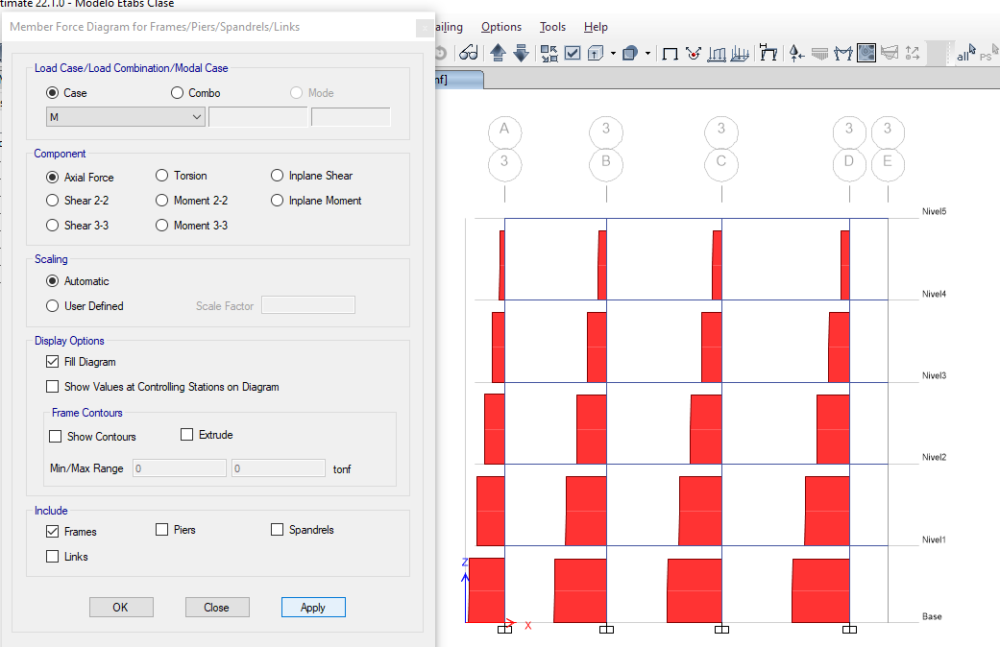 timate 22.1.0 - Modelo Etabs Clase
Member Force Diagram for Frames/Piers/Spandrels/Links
ailing Options Tools Help
all PS
nf]
Load Case/Load Combination/Modal Case
Case Combo Mode
M
Component
Axial Force Torsion Inplane Shear
Shear 2-2 Moment 2-2 Inplane Moment
Shear 3-3 Moment 3-3
Scaling
Automatic
User Defined Scale Factor
Display Options
Fill Diagram
Show Values at Controlling Stations on Diagram
Frame Contours
Show Contours Extrude
Min/Max Range 0 0 tonf
Include
Frames Piers Spandrels
Links
OK Close Apply
A 3 3 3 3
3 B C D E
Nivel5
Nivel4
Nivel3
Nivel2
Nivel1
Z
Base
X